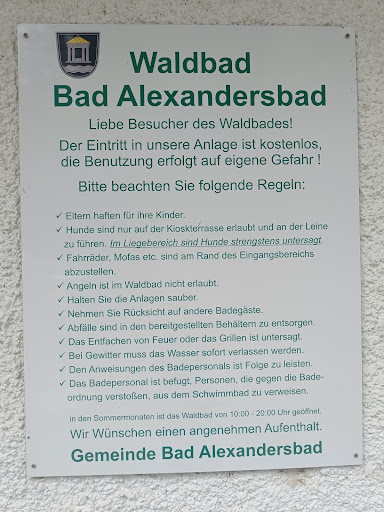 Waldbad
Bad Alexandersbad
Liebe Besucher des Waldbades!
Der Eintritt in unsere Anlage ist kostenlos,
die Benutzung erfolgt auf eigene Gefahr !
Bitte beachten Sie folgende Regeln:
✓ Eltern haften für ihre Kinder.
✓ Hunde sind nur auf der Kioskterrasse erlaubt und an der Leine
zu führen. Im Liegebereich sind Hunde strengstens untersagt.
✓ Fahrräder, Mofas etc. sind am Rand des Eingangsbereichs
abzustellen.
✓ Angeln ist im Waldbad nicht erlaubt.
✓ Halten Sie die Anlagen sauber.
✓ Nehmen Sie Rücksicht auf andere Badegäste.
✓ Abfälle sind in den bereitgestellten Behältern zu entsorgen.
✓ Das Entfachen von Feuer oder das Grillen ist untersagt.
✓ Bei Gewitter muss das Wasser sofort verlassen werden.
✓ Den Anweisungen des Badepersonals ist Folge zu leisten.
✓ Das Badepersonal ist befugt, Personen, die gegen die Bade-
ordnung verstoßen, aus dem Schwimmbad zu verweisen.
In den Sommermonaten ist das Waldbad von 10:00 - 20:00 Uhr geöffnet.
Wir Wünschen einen angenehmen Aufenthalt.
Gemeinde Bad Alexandersbad